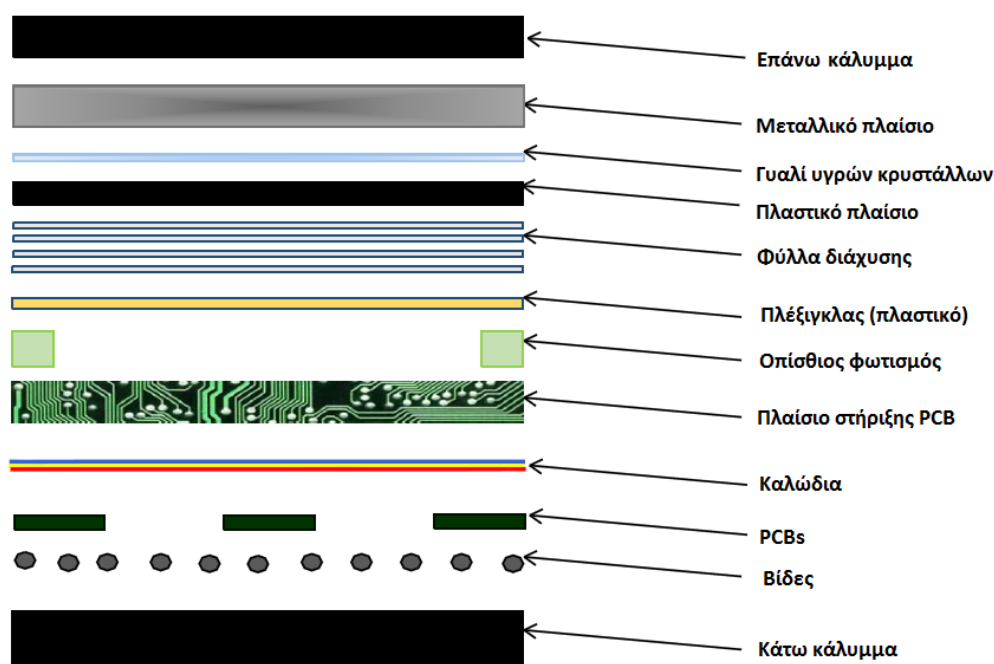 Επάνω κάλυμμα
Μεταλλικό πλαίσιο
Γυαλί υγρών κρυστάλλων
Πλαστικό πλαίσιο
Φύλλα διάχυσης
Πλέξιγκλας (πλαστικό)
Οπίσθιος φωτισμός
Πλαίσιο στήριξης PCB
Καλώδια
PCBs
Βίδες
Κάτω κάλυμμα